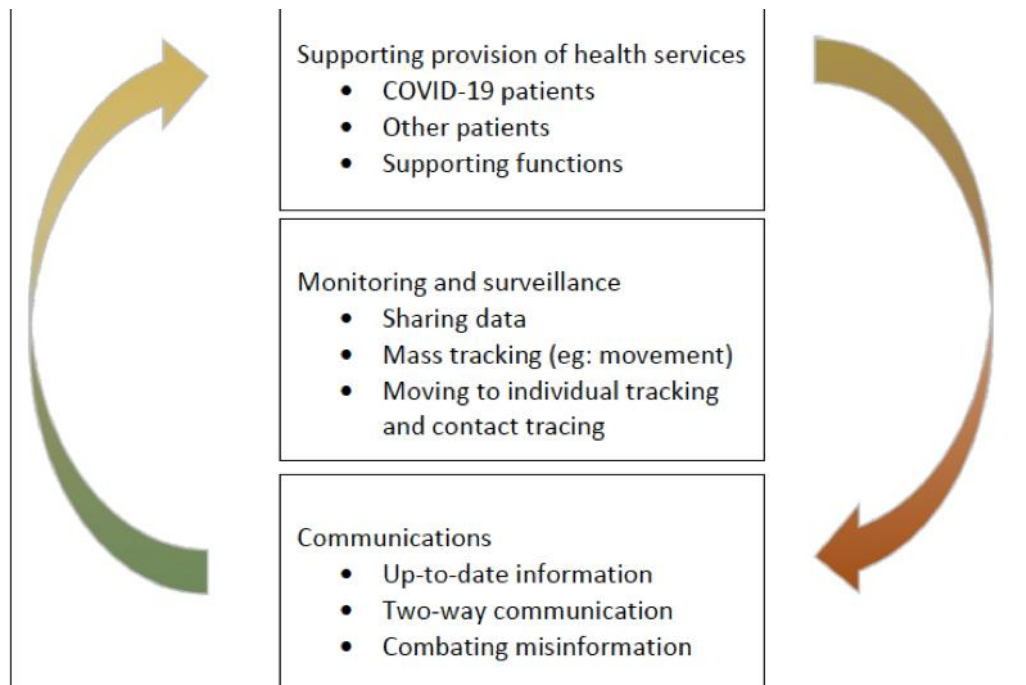 Supporting provision of health services
• COVID-19 patients
• Other patients
• Supporting functions
Monitoring and surveillance
• Sharing data
• Mass tracking (eg: movement)
• Moving to individual tracking
and contact tracing
Communications
• Up-to-date information
• Two-way communication
• Combating misinformation